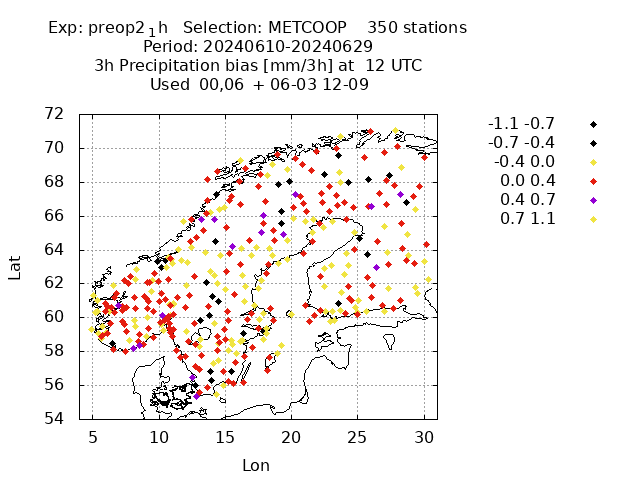 Exp: preop2₁h   Selection: METCOOP    350 stations
Period: 20240610-20240629
3h Precipitation bias [mm/3h] at  12 UTC
Used  00,06  + 06-03 12-09
-1.1 -0.7
-0.7 -0.4
-0.4 0.0
0.0 0.4
0.4 0.7
0.7 1.1
72
70
68
66
64
62
60
58
56
54
Lat
5 10 15 20 25 30
Lon